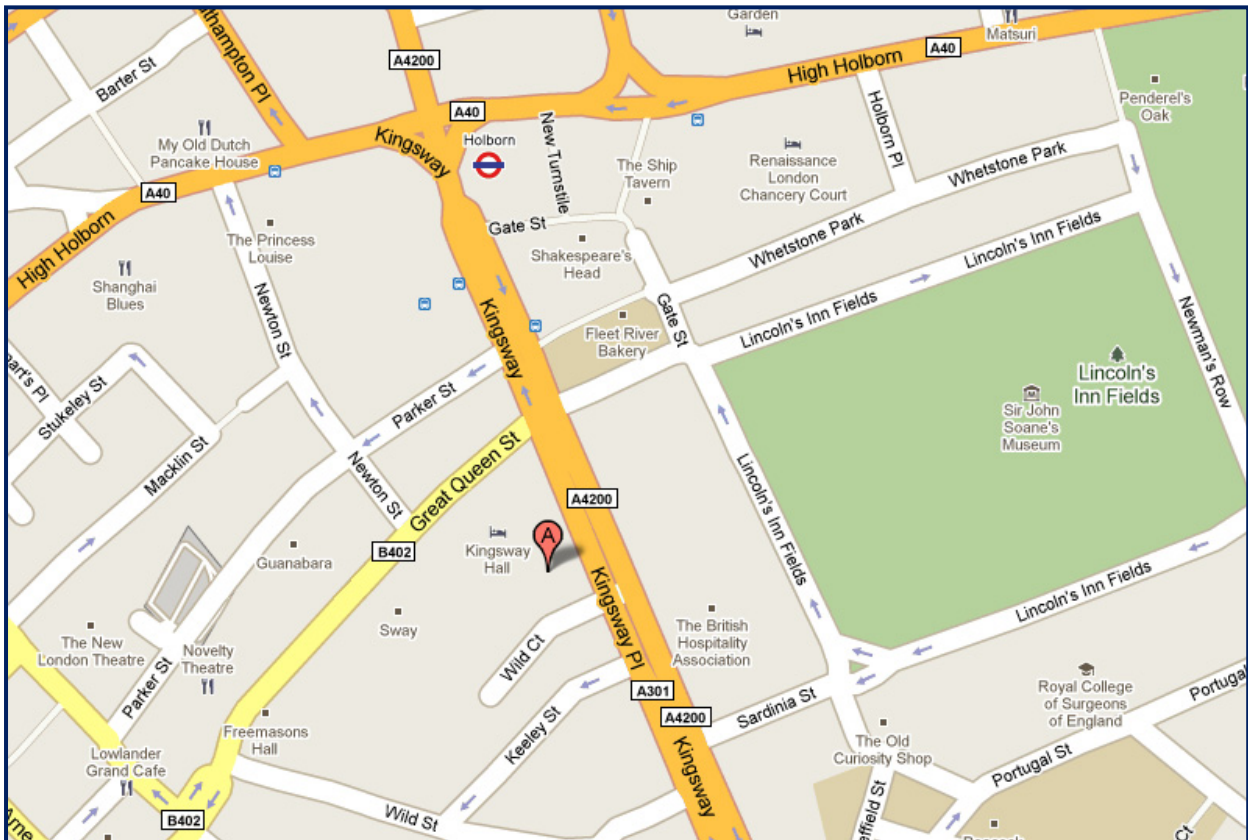 Garden
Matsuri
A40
High Holborn
A4200
Barter St
A40
Penderel's
Oak
My Old Dutch
Pancake House
Kingsway
Holborn
New Turnstile
The Ship
Tavern
Renaissance
London
Chancery Court
Holborn Pl
Whetstone Park
A40
High Holborn
The Princess
Louise
Gate St
Shakespeare's
Head
Whetstone Park
Lincoln's Inn Fields
Shanghai
Blues
Newton St
Kingsway
Gate St
Fleet River
Bakery
Lincoln's Inn Fields
Newman's Row
Lincoln's
Inn Fields
Stukeley St
Parker St
Sir John
Soane's
Museum
Macklin St
Newton St
Great Queen St
Lincoln's Inn Fields
A4200
A
B402
Kingsway
Hall
Guanabara
Kingsway Pl
Lincoln's Inn Fields
Sway
The British
Hospitality
Association
The New
London Theatre
Novelty
Theatre
Wild Ct
Parker St
A301
A4200
Sardinia St
Royal College
of Surgeons
of England
Portugal
Freemasons
Hall
Keeley St
Kingsway
The Old
Curiosity Shop
Portugal St
Lowlander
Grand Cafe
B402
Wild St
Arne
Ct